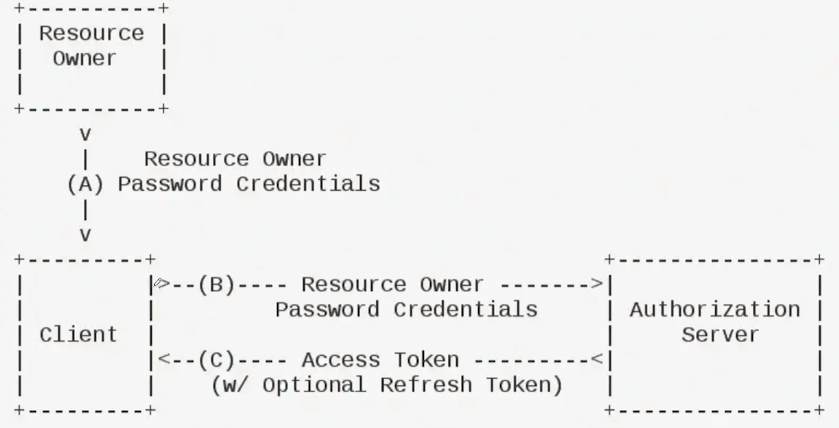 +----------+
| Resource |
|  Owner   |
|          |
+----------+
     v
     |    Resource Owner
    (A) Password Credentials
     |
     v
+---------+                                  +---------------+
|         |>--(B)---- Resource Owner ------->|               |
|         |         Password Credentials     | Authorization |
| Client  |                                  |     Server    |
|         |<--(C)---- Access Token ---------<|               |
|         |    (w/ Optional Refresh Token)   |               |
+---------+                                  +---------------+